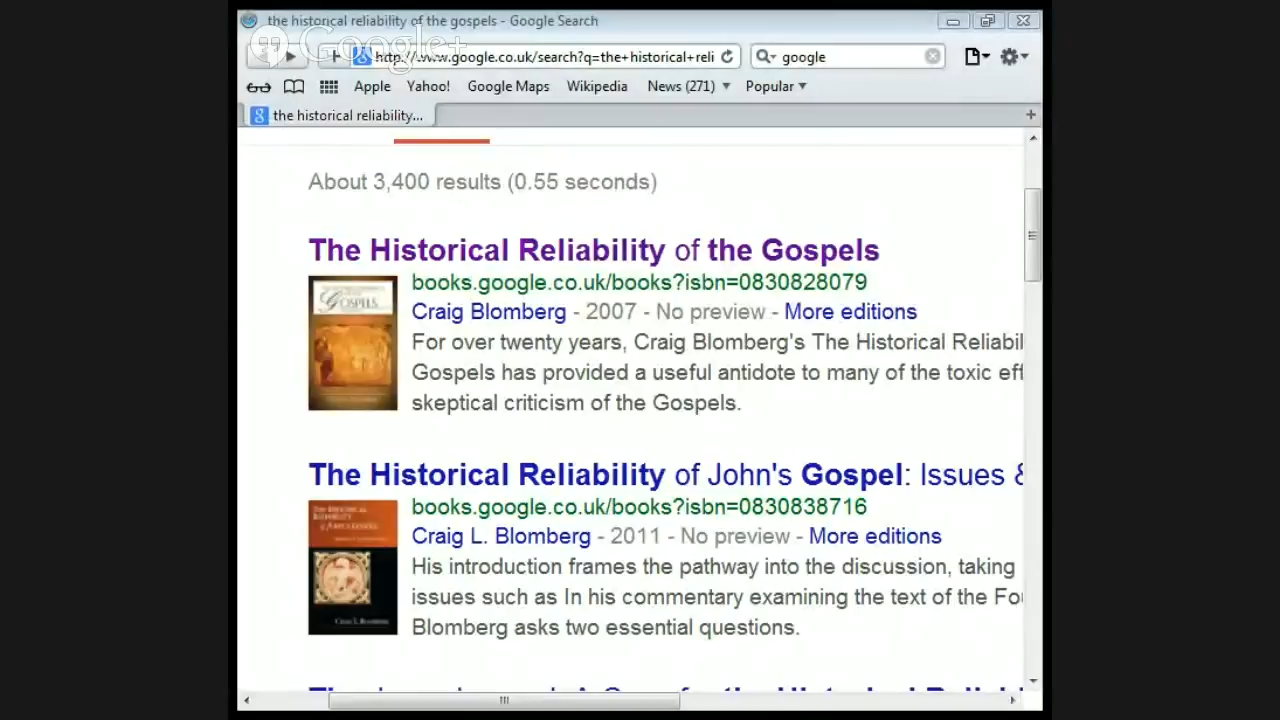 the historical reliability of the gospels - Google Search
Google+
http://www.google.co.uk/search?q=the+historical+reli
google
Apple Yahoo! Google Maps Wikipedia News (271) Popular
the historical reliability...
About 3,400 results (0.55 seconds)
The Historical Reliability of the Gospels
books.google.co.uk/books?isbn=0830828079
Craig Blomberg - 2007 - No preview - More editions
GOSPELS
For over twenty years, Craig Blomberg's The Historical Reliabil
Gospels has provided a useful antidote to many of the toxic eff
skeptical criticism of the Gospels.
The Historical Reliability of John's Gospel: Issues &
books.google.co.uk/books?isbn=0830838716
Craig L. Blomberg - 2011 - No preview - More editions
His introduction frames the pathway into the discussion, taking
issues such as In his commentary examining the text of the Fou
Blomberg asks two essential questions.